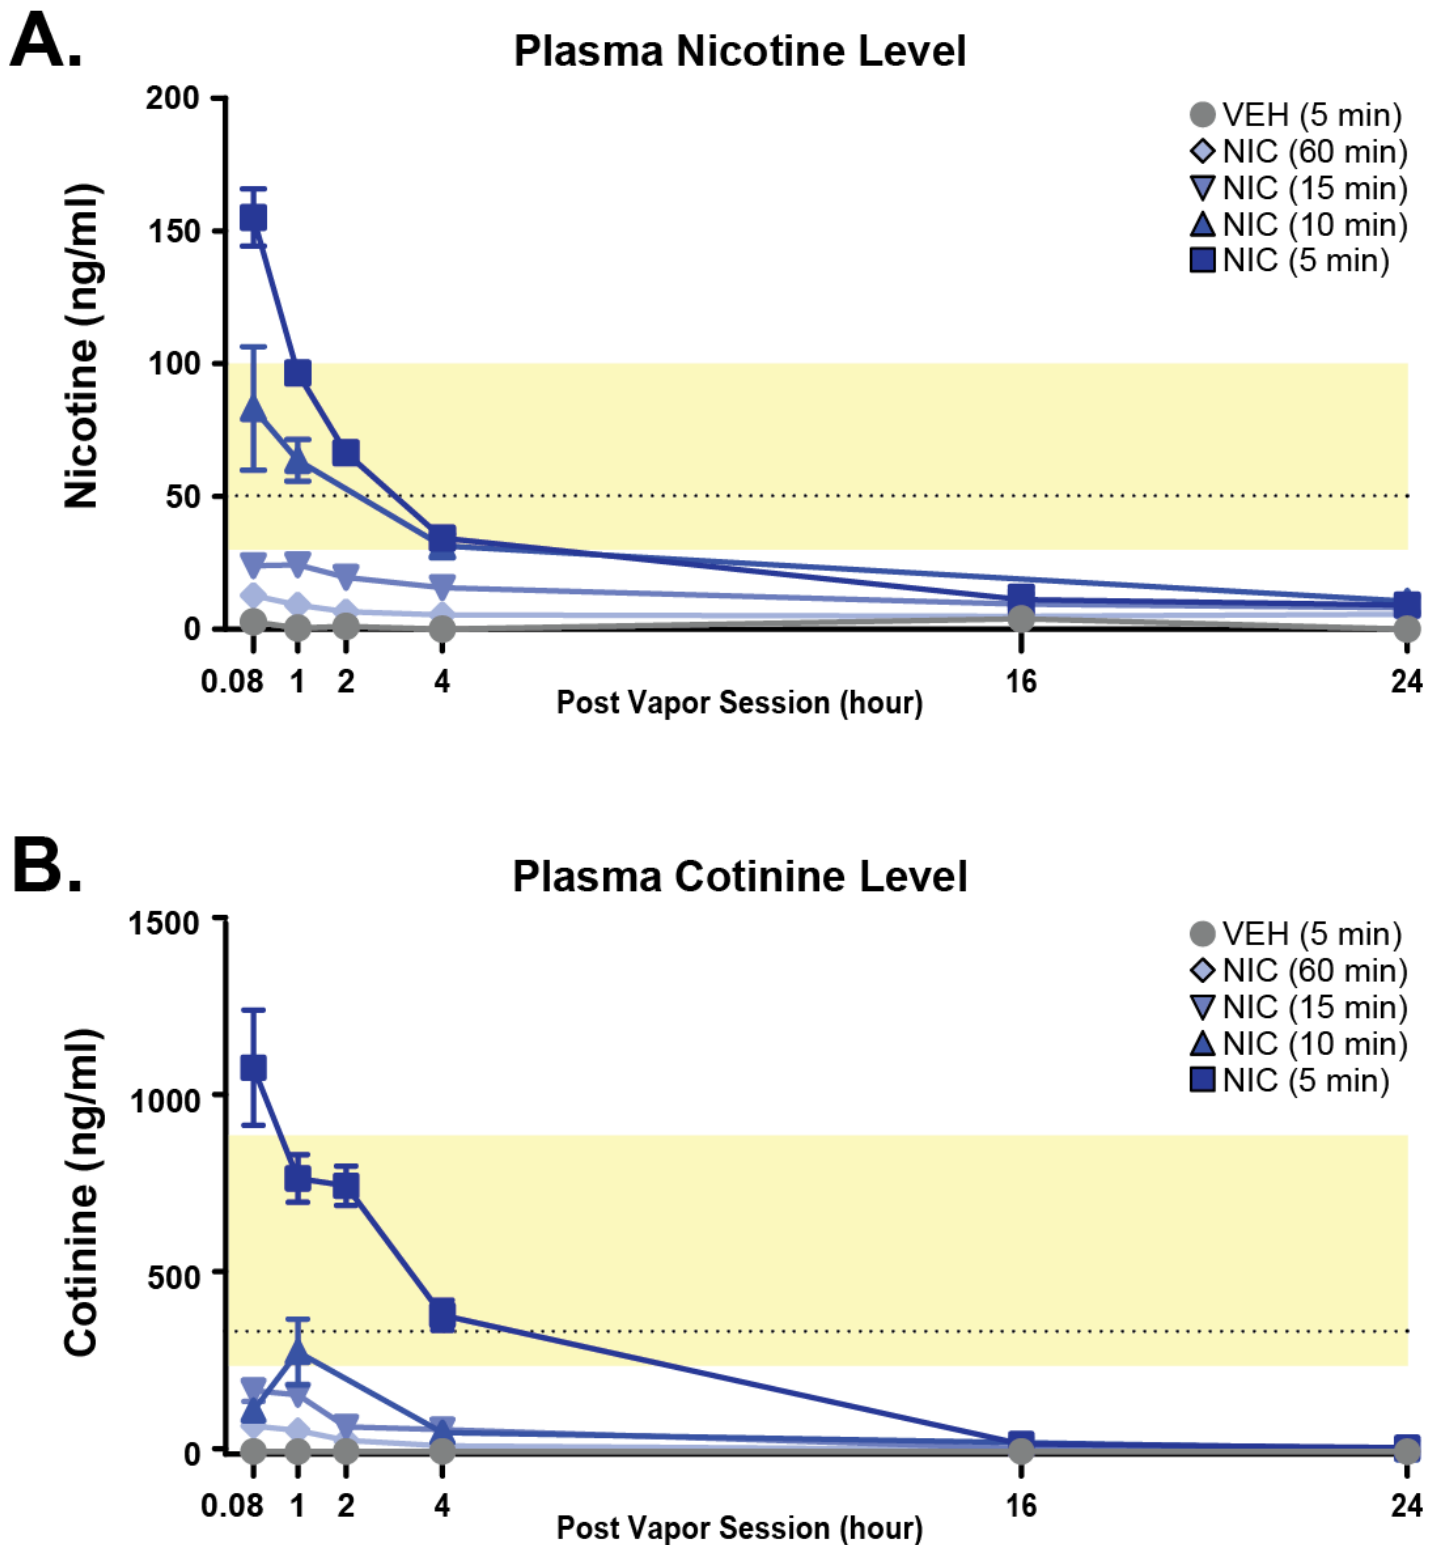 A.
Plasma Nicotine Level
Nicotine (ng/ml)
200
150
100
50
0
VEH (5 min)
NIC (60 min)
NIC (15 min)
NIC (10 min)
NIC (5 min)
0.08 1 2 4 16 24
Post Vapor Session (hour)
B.
Plasma Cotinine Level
Cotinine (ng/ml)
1500
1000
500
0
VEH (5 min)
NIC (60 min)
NIC (15 min)
NIC (10 min)
NIC (5 min)
0.08 1 2 4 16 24
Post Vapor Session (hour)